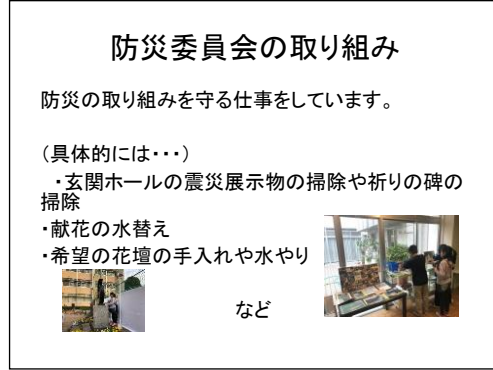 防災委員会の取り組み
防災の取り組みを守る仕事をしています。
（具体的には・・・）
・玄関ホールの震災展示物の掃除や祈りの碑の
掃除
・献花の水替え
・希望の花壇の手入れや水やり
など